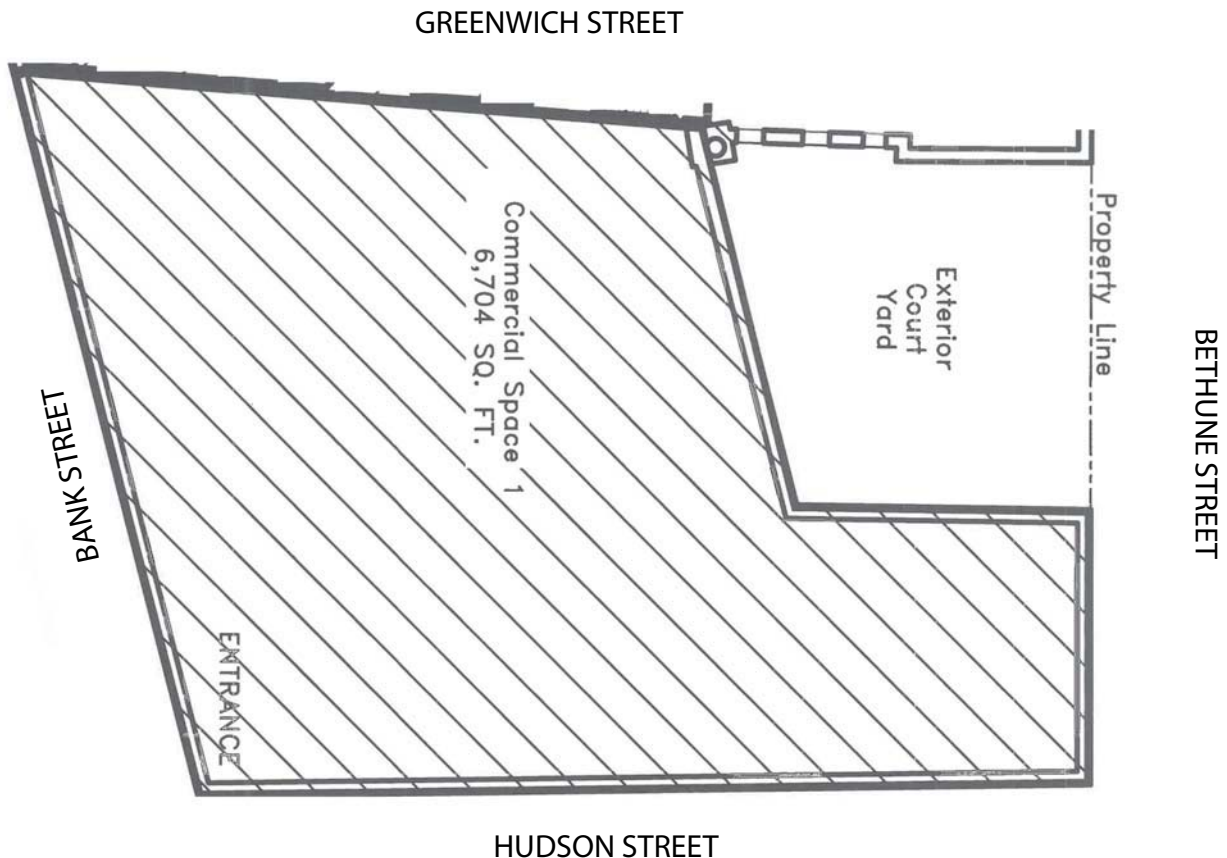 GREENWICH STREET
Property Line
Exterior
Court
Yard
Commercial Space 1
6,704 SQ. FT.
BETHUNE STREET
BANK STREET
ENTRANCE
HUDSON STREET